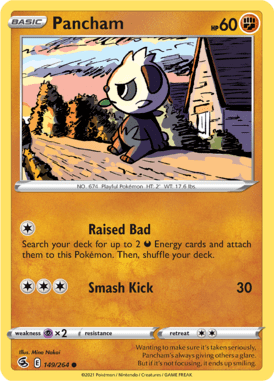 BASIC
Pancham
HP60
NO. 674 Playful Pokémon HT: 2' WT: 17.6 lbs.
Raised Bad
Search your deck for up to 2 Energy cards and attach
them to this Pokémon. Then, shuffle your deck.
Smash Kick 30
weakness ×2 resistance retreat
Illus. Mina Nakai
149/264
Wanting to make sure it's taken seriously,
Pancham's always giving others a glare.
But if it's not focusing, it ends up smiling.
©2021 Pokémon / Nintendo / Creatures / GAME FREAK